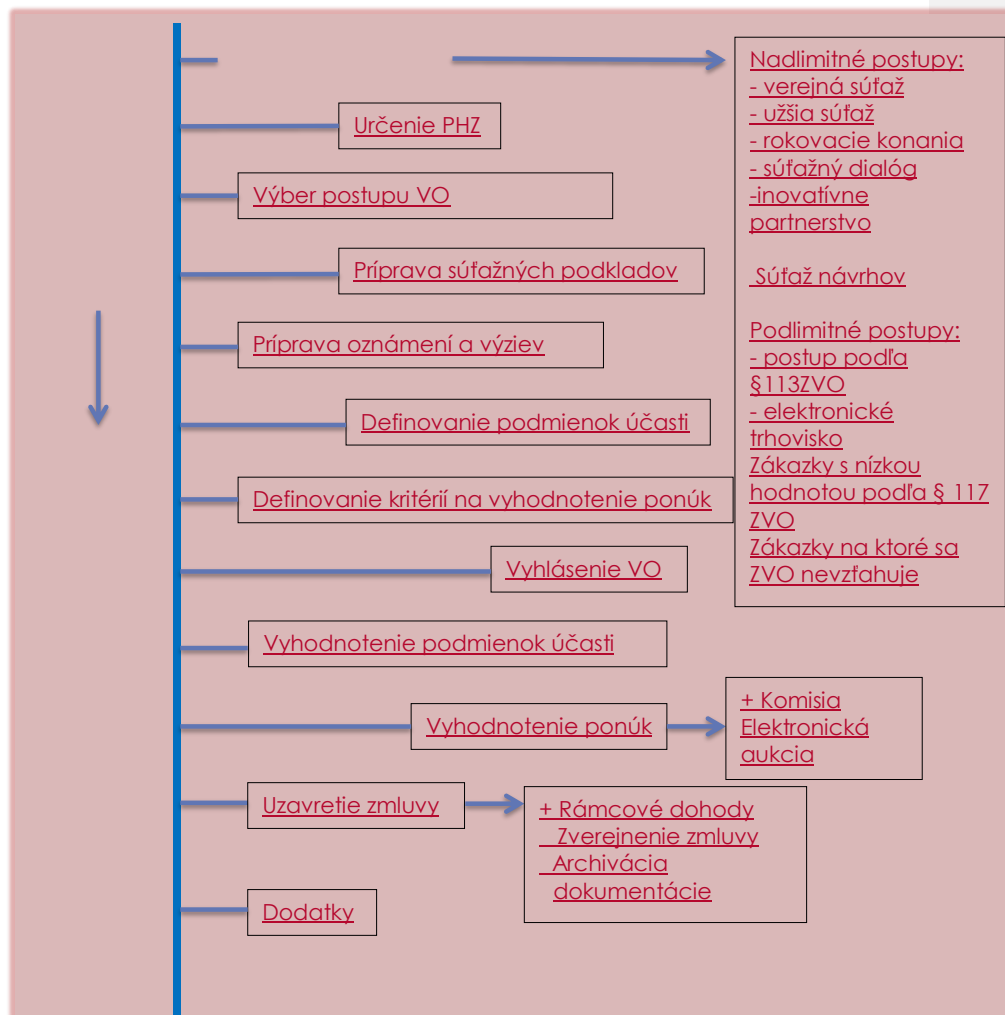 Nadlimitné postupy:
- verejná súťaž
- užšia súťaž
- rokovacie konania
- súťažný dialóg
-inovatívne
partnerstvo
Súťaž návrhov
Podlimitné postupy:
- postup podľa
§113ZVO
- elektronické
trhovisko
Zákazky s nízkou
hodnotou podľa § 117
ZVO
Zákazky na ktoré sa
ZVO nevzťahuje
Určenie PHZ
Výber postupu VO
Príprava súťažných podkladov
Príprava oznámení a výziev
Definovanie podmienok účasti
Definovanie kritérií na vyhodnotenie ponúk
Vyhlásenie VO
Vyhodnotenie podmienok účasti
Vyhodnotenie ponúk
+ Komisia
Elektronická
aukcia
Uzavretie zmluvy
+ Rámcové dohody
Zverejnenie zmluvy
Archivácia
dokumentácie
Dodatky